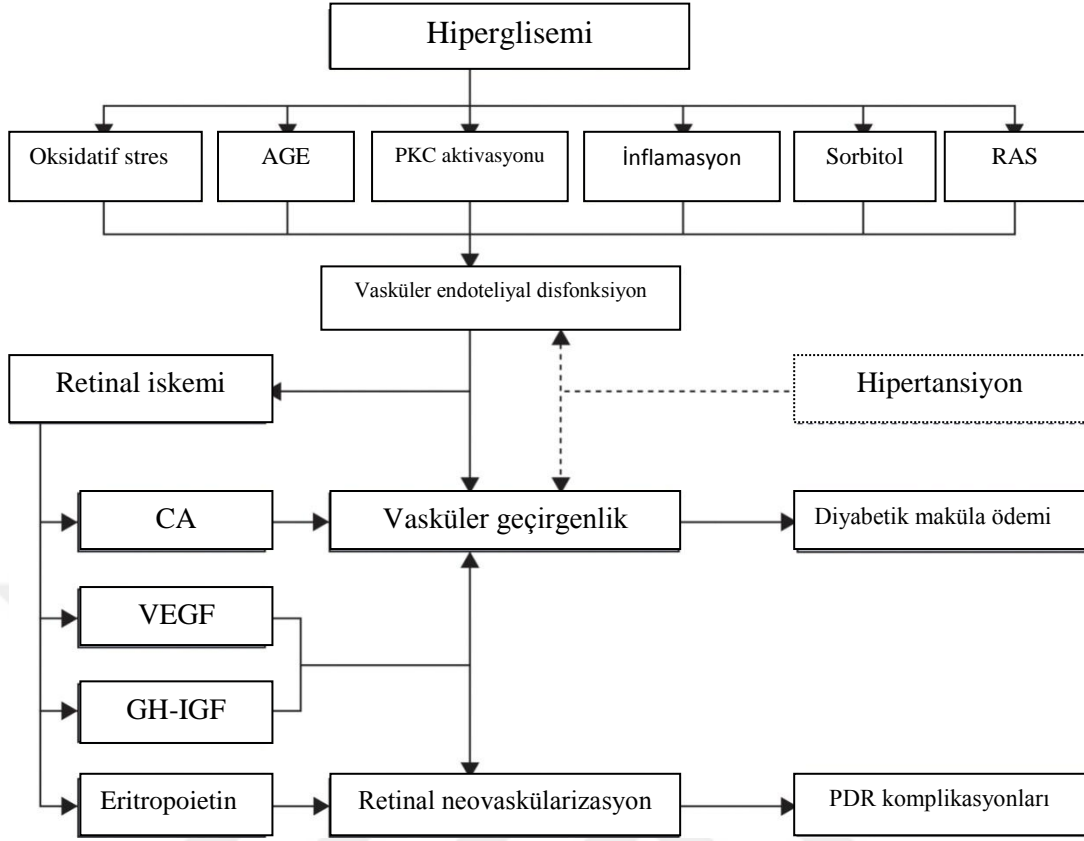 Hiperglisemi
Oksidatif stres
AGE
PKC aktivasyonu
İnflamasyon
Sorbitol
RAS
Vasküler endoteliyal disfonksiyon
Retinal iskemi
Hipertansiyon
CA
Vasküler geçirgenlik
Diyabetik maküla ödemi
VEGF
GH-IGF
Eritropoietin
Retinal neovaskülarizasyon
PDR komplikasyonları